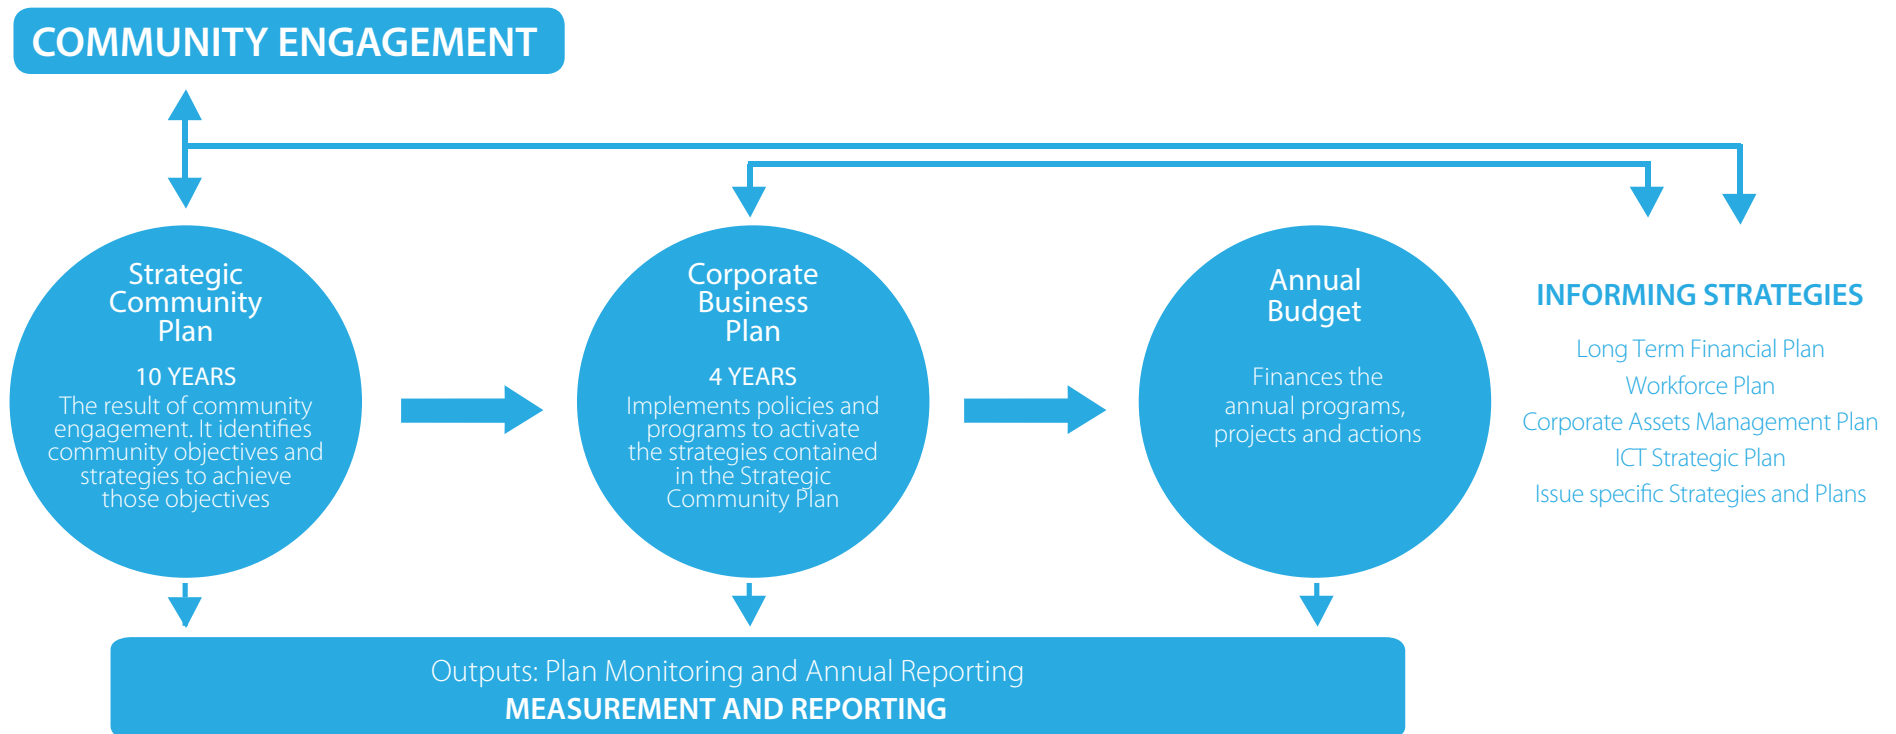 COMMUNITY ENGAGEMENT
Strategic
Community
Plan
10 YEARS
The result of community
engagement. It identifies
community objectives and
strategies to achieve
those objectives
Corporate
Business
Plan
4 YEARS
Implements policies and
programs to activate
the strategies contained
in the Strategic
Community Plan
Annual
Budget
Finances the
annual programs,
projects and actions
INFORMING STRATEGIES
Long Term Financial Plan
Workforce Plan
Corporate Assets Management Plan
ICT Strategic Plan
Issue specific Strategies and Plans
Outputs: Plan Monitoring and Annual Reporting
MEASUREMENT AND REPORTING